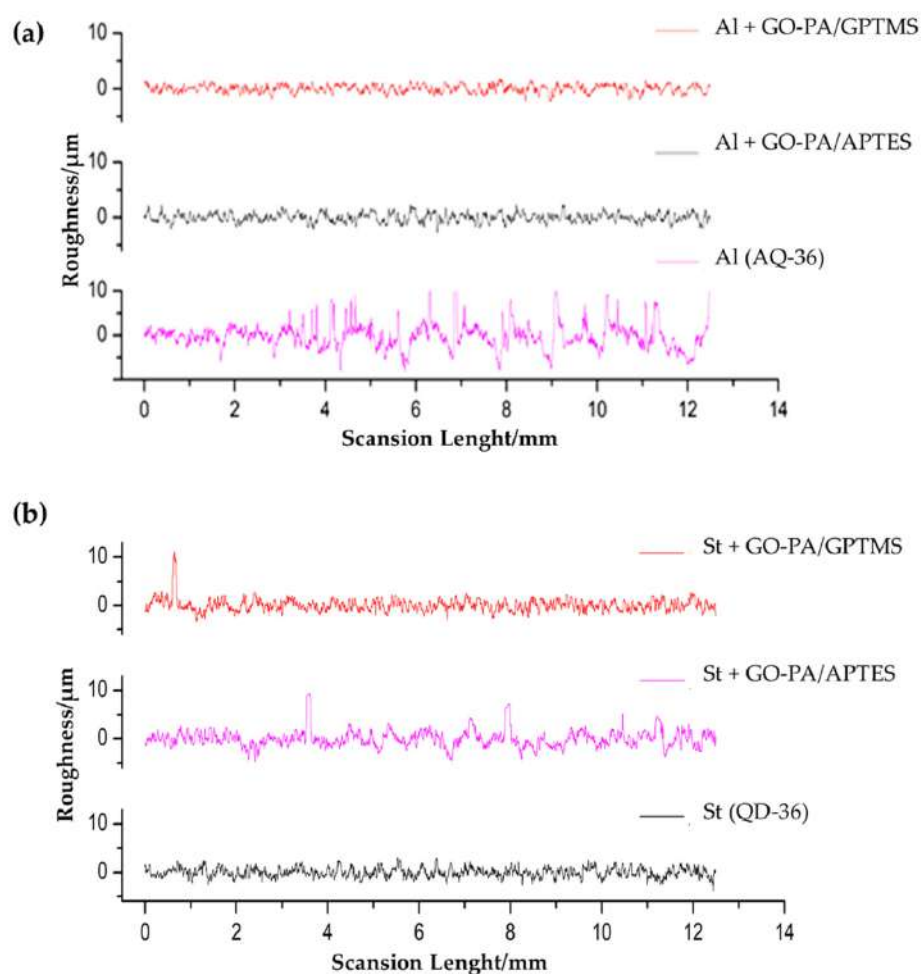 (a)
10
0
Al + GO-PA/GPTMS
10
0
Al + GO-PA/APTES
10
0
Al (AQ-36)
Roughness/μm
0 2 4 6 8 10 12 14
Scansion Lenght/mm
(b)
10
0
St + GO-PA/GPTMS
10
0
St + GO-PA/APTES
10
0
St (QD-36)
Roughness/μm
0 2 4 6 8 10 12 14
Scansion Lenght/mm